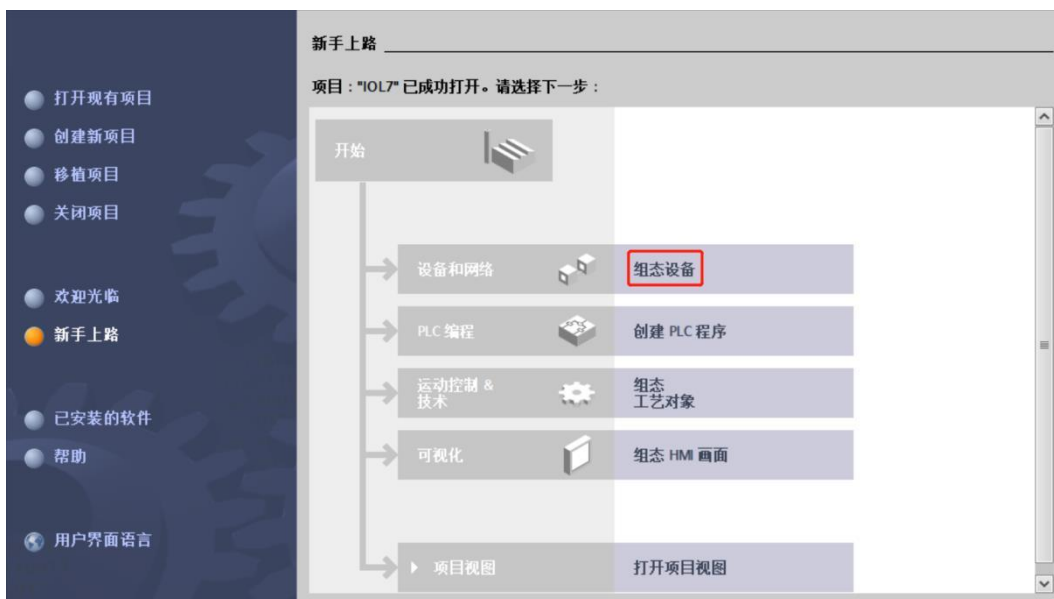 打开现有项目
创建新项目
移植项目
关闭项目
欢迎光临
新手上路
已安装的软件
帮助
用户界面语言
新手上路
项目："IOL7" 已成功打开。请选择下一步：
开始
设备和网络 组态设备
PLC 编程 创建 PLC 程序
运动控制 & 组态
技术 工艺对象
可视化 组态 HMI 画面
项目视图 打开项目视图